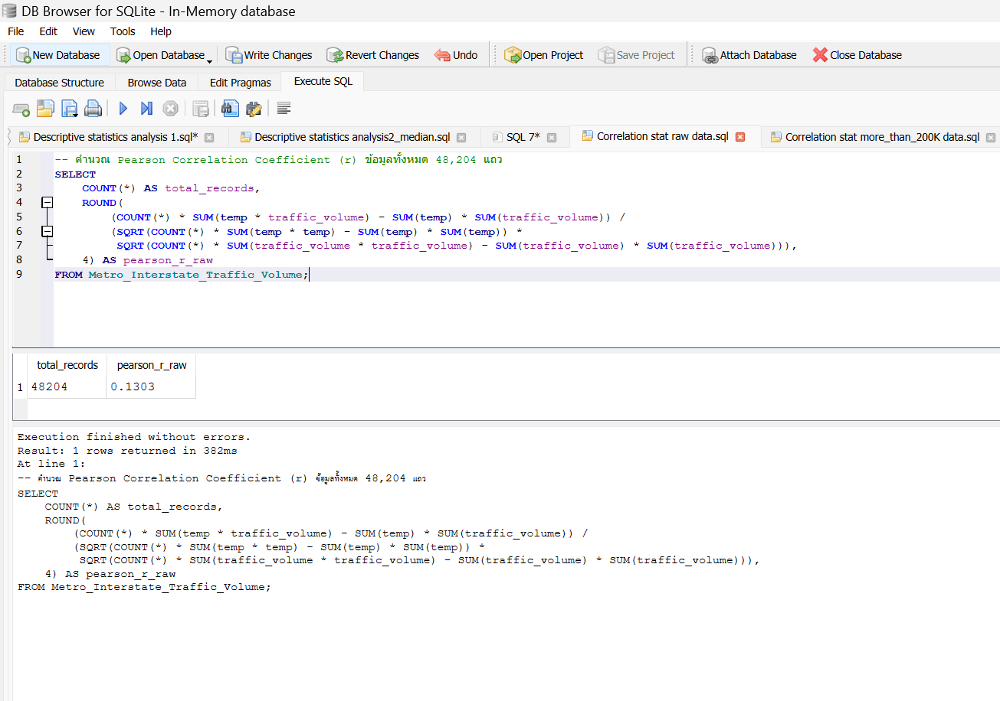 DB Browser for SQLite - In-Memory database
File Edit View Tools Help
New Database Open Database Write Changes Revert Changes Undo Open Project Save Project Attach Database Close Database
Database Structure Browse Data Edit Pragmas Execute SQL
Descriptive statistics analysis 1.sql* Descriptive statistics analysis2_median.sql SQL 7* Correlation stat raw data.sql Correlation stat more_than_200K data.sql
1 -- คำนวณ Pearson Correlation Coefficient (r) ข้อมูลทั้งหมด 48,204 แถว
2 SELECT
3 COUNT(*) AS total_records,
4 ROUND(
5 (COUNT(*) * SUM(temp * traffic_volume) - SUM(temp) * SUM(traffic_volume)) /
6 (SQRT(COUNT(*) * SUM(temp * temp) - SUM(temp) * SUM(temp)) *
7 SQRT(COUNT(*) * SUM(traffic_volume * traffic_volume) - SUM(traffic_volume) * SUM(traffic_volume))),
8 4) AS pearson_r_raw
9 FROM Metro_Interstate_Traffic_Volume;
total_records pearson_r_raw
1 48204 0.1303
Execution finished without errors.
Result: 1 rows returned in 382ms
At line 1:
-- คำนวณ Pearson Correlation Coefficient (r) ข้อมูลทั้งหมด 48,204 แถว
SELECT
COUNT(*) AS total_records,
ROUND(
(COUNT(*) * SUM(temp * traffic_volume) - SUM(temp) * SUM(traffic_volume)) /
(SQRT(COUNT(*) * SUM(temp * temp) - SUM(temp) * SUM(temp)) *
SQRT(COUNT(*) * SUM(traffic_volume * traffic_volume) - SUM(traffic_volume) * SUM(traffic_volume))),
4) AS pearson_r_raw
FROM Metro_Interstate_Traffic_Volume;